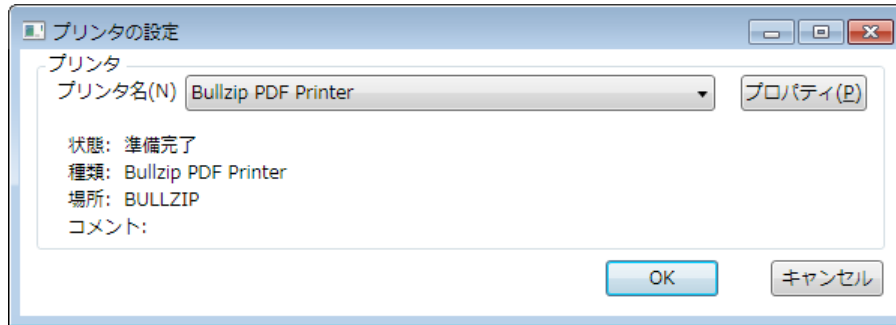 プリンタの設定
プリンタ
プリンタ名(N) Bullzip PDF Printer プロパティ(P)
状態: 準備完了
種類: Bullzip PDF Printer
場所: BULLZIP
コメント:
OK キャンセル